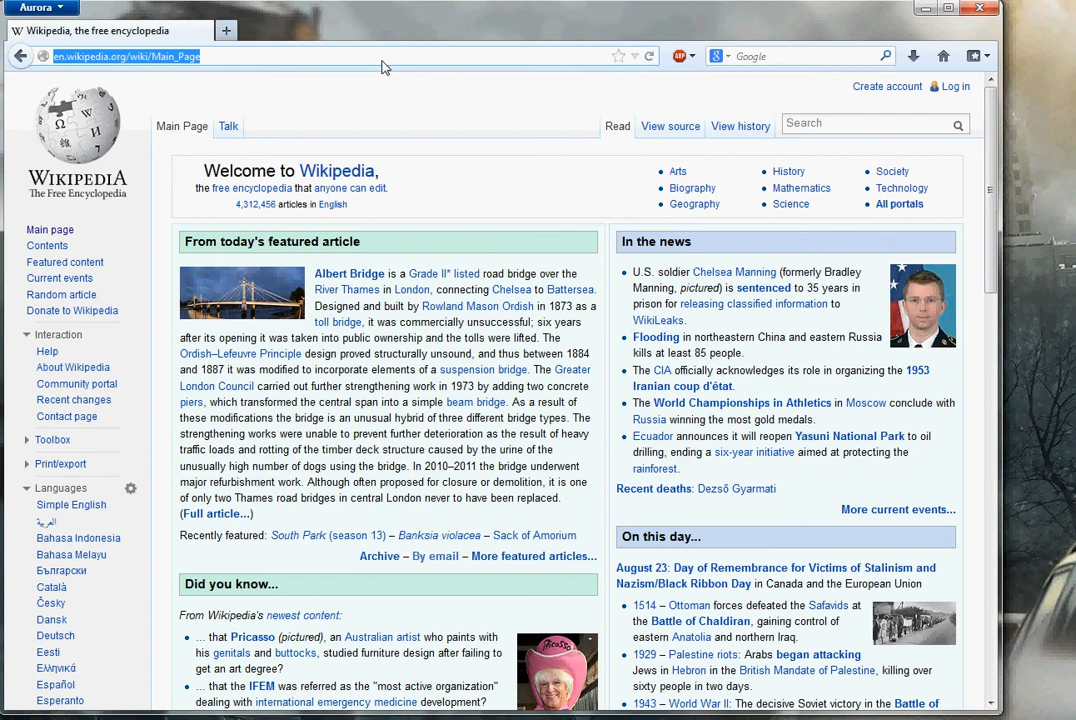 Aurora
Wikipedia, the free encyclopedia
en.wikipedia.org/wiki/Main_Page
ABP
Google
Create account
Log in
Main Page
Talk
Read
View source
View history
Search
WIKIPEDIA
The Free Encyclopedia
Welcome to Wikipedia,
the free encyclopedia that anyone can edit.
4,312,456 articles in English
Arts
History
Society
Biography
Mathematics
Technology
Geography
Science
All portals
Main page
Contents
Featured content
Current events
Random article
Donate to Wikipedia
Interaction
Help
About Wikipedia
Community portal
Recent changes
Contact page
Toolbox
Print/export
Languages
Simple English
العربية
Bahasa Indonesia
Bahasa Melayu
Български
Català
Česky
Dansk
Deutsch
Eesti
Ελληνικά
Español
Esperanto
From today's featured article
Albert Bridge is a Grade II* listed road bridge over the
River Thames in London, connecting Chelsea to Battersea.
Designed and built by Rowland Mason Ordish in 1873 as a
toll bridge, it was commercially unsuccessful; six years
after its opening it was taken into public ownership and the tolls were lifted. The
Ordish–Lefeuvre Principle design proved structurally unsound, and thus between 1884
and 1887 it was modified to incorporate elements of a suspension bridge. The Greater
London Council carried out further strengthening work in 1973 by adding two concrete
piers, which transformed the central span into a simple beam bridge. As a result of
these modifications the bridge is an unusual hybrid of three different bridge types. The
strengthening works were unable to prevent further deterioration as the result of heavy
traffic loads and rotting of the timber deck structure caused by the urine of the
unusually high number of dogs using the bridge. In 2010–2011 the bridge underwent
major refurbishment work. Although often proposed for closure or demolition, it is one
of only two Thames road bridges in central London never to have been replaced.
(Full article...)
Recently featured: South Park (season 13) – Banksia violacea – Sack of Amorium
Archive – By email – More featured articles...
Did you know...
From Wikipedia's newest content:
... that Picasso (pictured), an Australian artist who paints with
his genitals and buttocks, studied furniture design after failing to
get an art degree?
... that the IFEM was referred as the "most active organization"
dealing with international emergency medicine development?
Picasso
In the news
U.S. soldier Chelsea Manning (formerly Bradley
Manning, pictured) is sentenced to 35 years in
prison for releasing classified information to
WikiLeaks.
Flooding in northeastern China and eastern Russia
kills at least 85 people.
The CIA officially acknowledges its role in organizing the 1953
Iranian coup d'état.
The World Championships in Athletics in Moscow conclude with
Russia winning the most gold medals.
Ecuador announces it will reopen Yasuni National Park to oil
drilling, ending a six-year initiative aimed at protecting the
rainforest.
Recent deaths: Dezső Gyarmati
More current events...
On this day...
August 23: Day of Remembrance for Victims of Stalinism and
Nazism/Black Ribbon Day in Canada and the European Union
1514 – Ottoman forces defeated the Safavids at
the Battle of Chaldiran, gaining control of
eastern Anatolia and northern Iraq.
1929 – Palestine riots: Arabs began attacking
Jews in Hebron in the British Mandate of Palestine, killing over
sixty people in two days.
1943 – World War II: The decisive Soviet victory in the Battle of